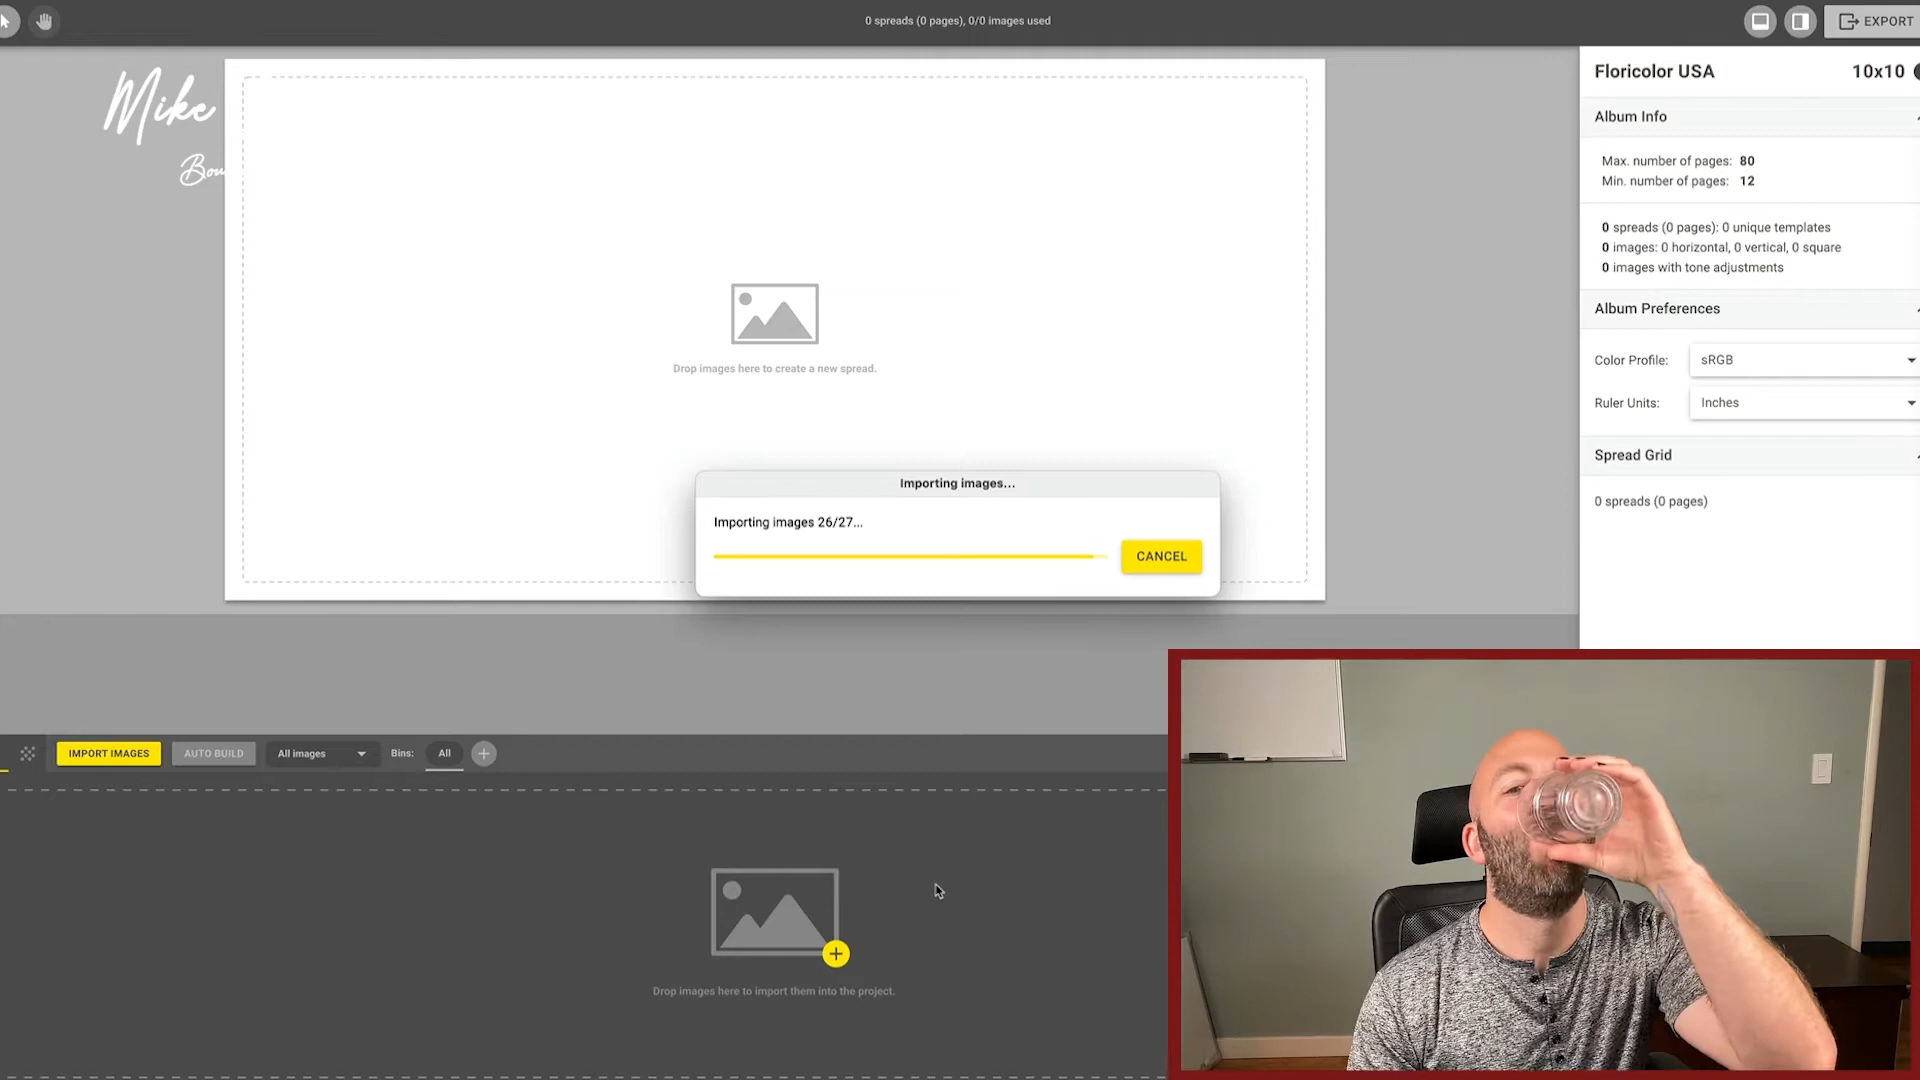 0 spreads (0 pages), 0/0 images used
EXPORT
Mike
Floricolor USA
10x10
Album Info
Max. number of pages: 80
Min. number of pages: 12
0 spreads (0 pages): 0 unique templates
0 images: 0 horizontal, 0 vertical, 0 square
0 images with tone adjustments
Drop images here to create a new spread.
Album Preferences
Color Profile: sRGB
Ruler Units: Inches
Spread Grid
0 spreads (0 pages)
Importing images...
Importing images 26/27...
CANCEL
IMPORT IMAGES
AUTO BUILD
All images
Bins:
All
Drop images here to import them into the project.